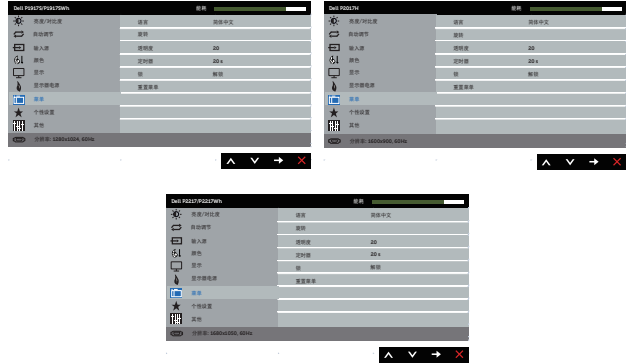 Dell P1917S/P1917SWh 能耗
亮度/对比度 语言 简体中文
自动调节 旋转
输入源 透明度 20
颜色 定时器 20 s
显示 锁 解锁
显示器电源 重置菜单
菜单
个性设置
其他
分辨率: 1280x1024, 60Hz
Dell P2017H 能耗
亮度/对比度 语言 简体中文
自动调节 旋转
输入源 透明度 20
颜色 定时器 20 s
显示 锁 解锁
显示器电源 重置菜单
菜单
个性设置
其他
分辨率: 1600x900, 60Hz
Dell P2217/P2217Wh 能耗
亮度/对比度 语言 简体中文
自动调节 旋转
输入源 透明度 20
颜色 定时器 20 s
显示 锁 解锁
显示器电源 重置菜单
菜单
个性设置
其他
分辨率: 1680x1050, 60Hz